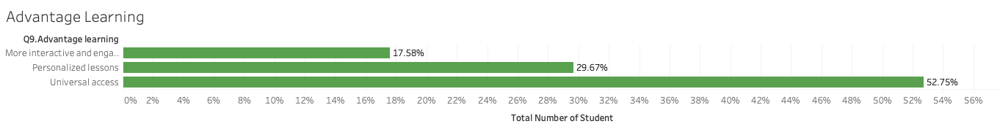 Advantage Learning
Q9.Advantage learning
More interactive and enga.. 17.58%
Personalized lessons 29.67%
Universal access 52.75%
0% 2% 4% 6% 8% 10% 12% 14% 16% 18% 20% 22% 24% 26% 28% 30% 32% 34% 36% 38% 40% 42% 44% 46% 48% 50% 52% 54% 56%
Total Number of Student